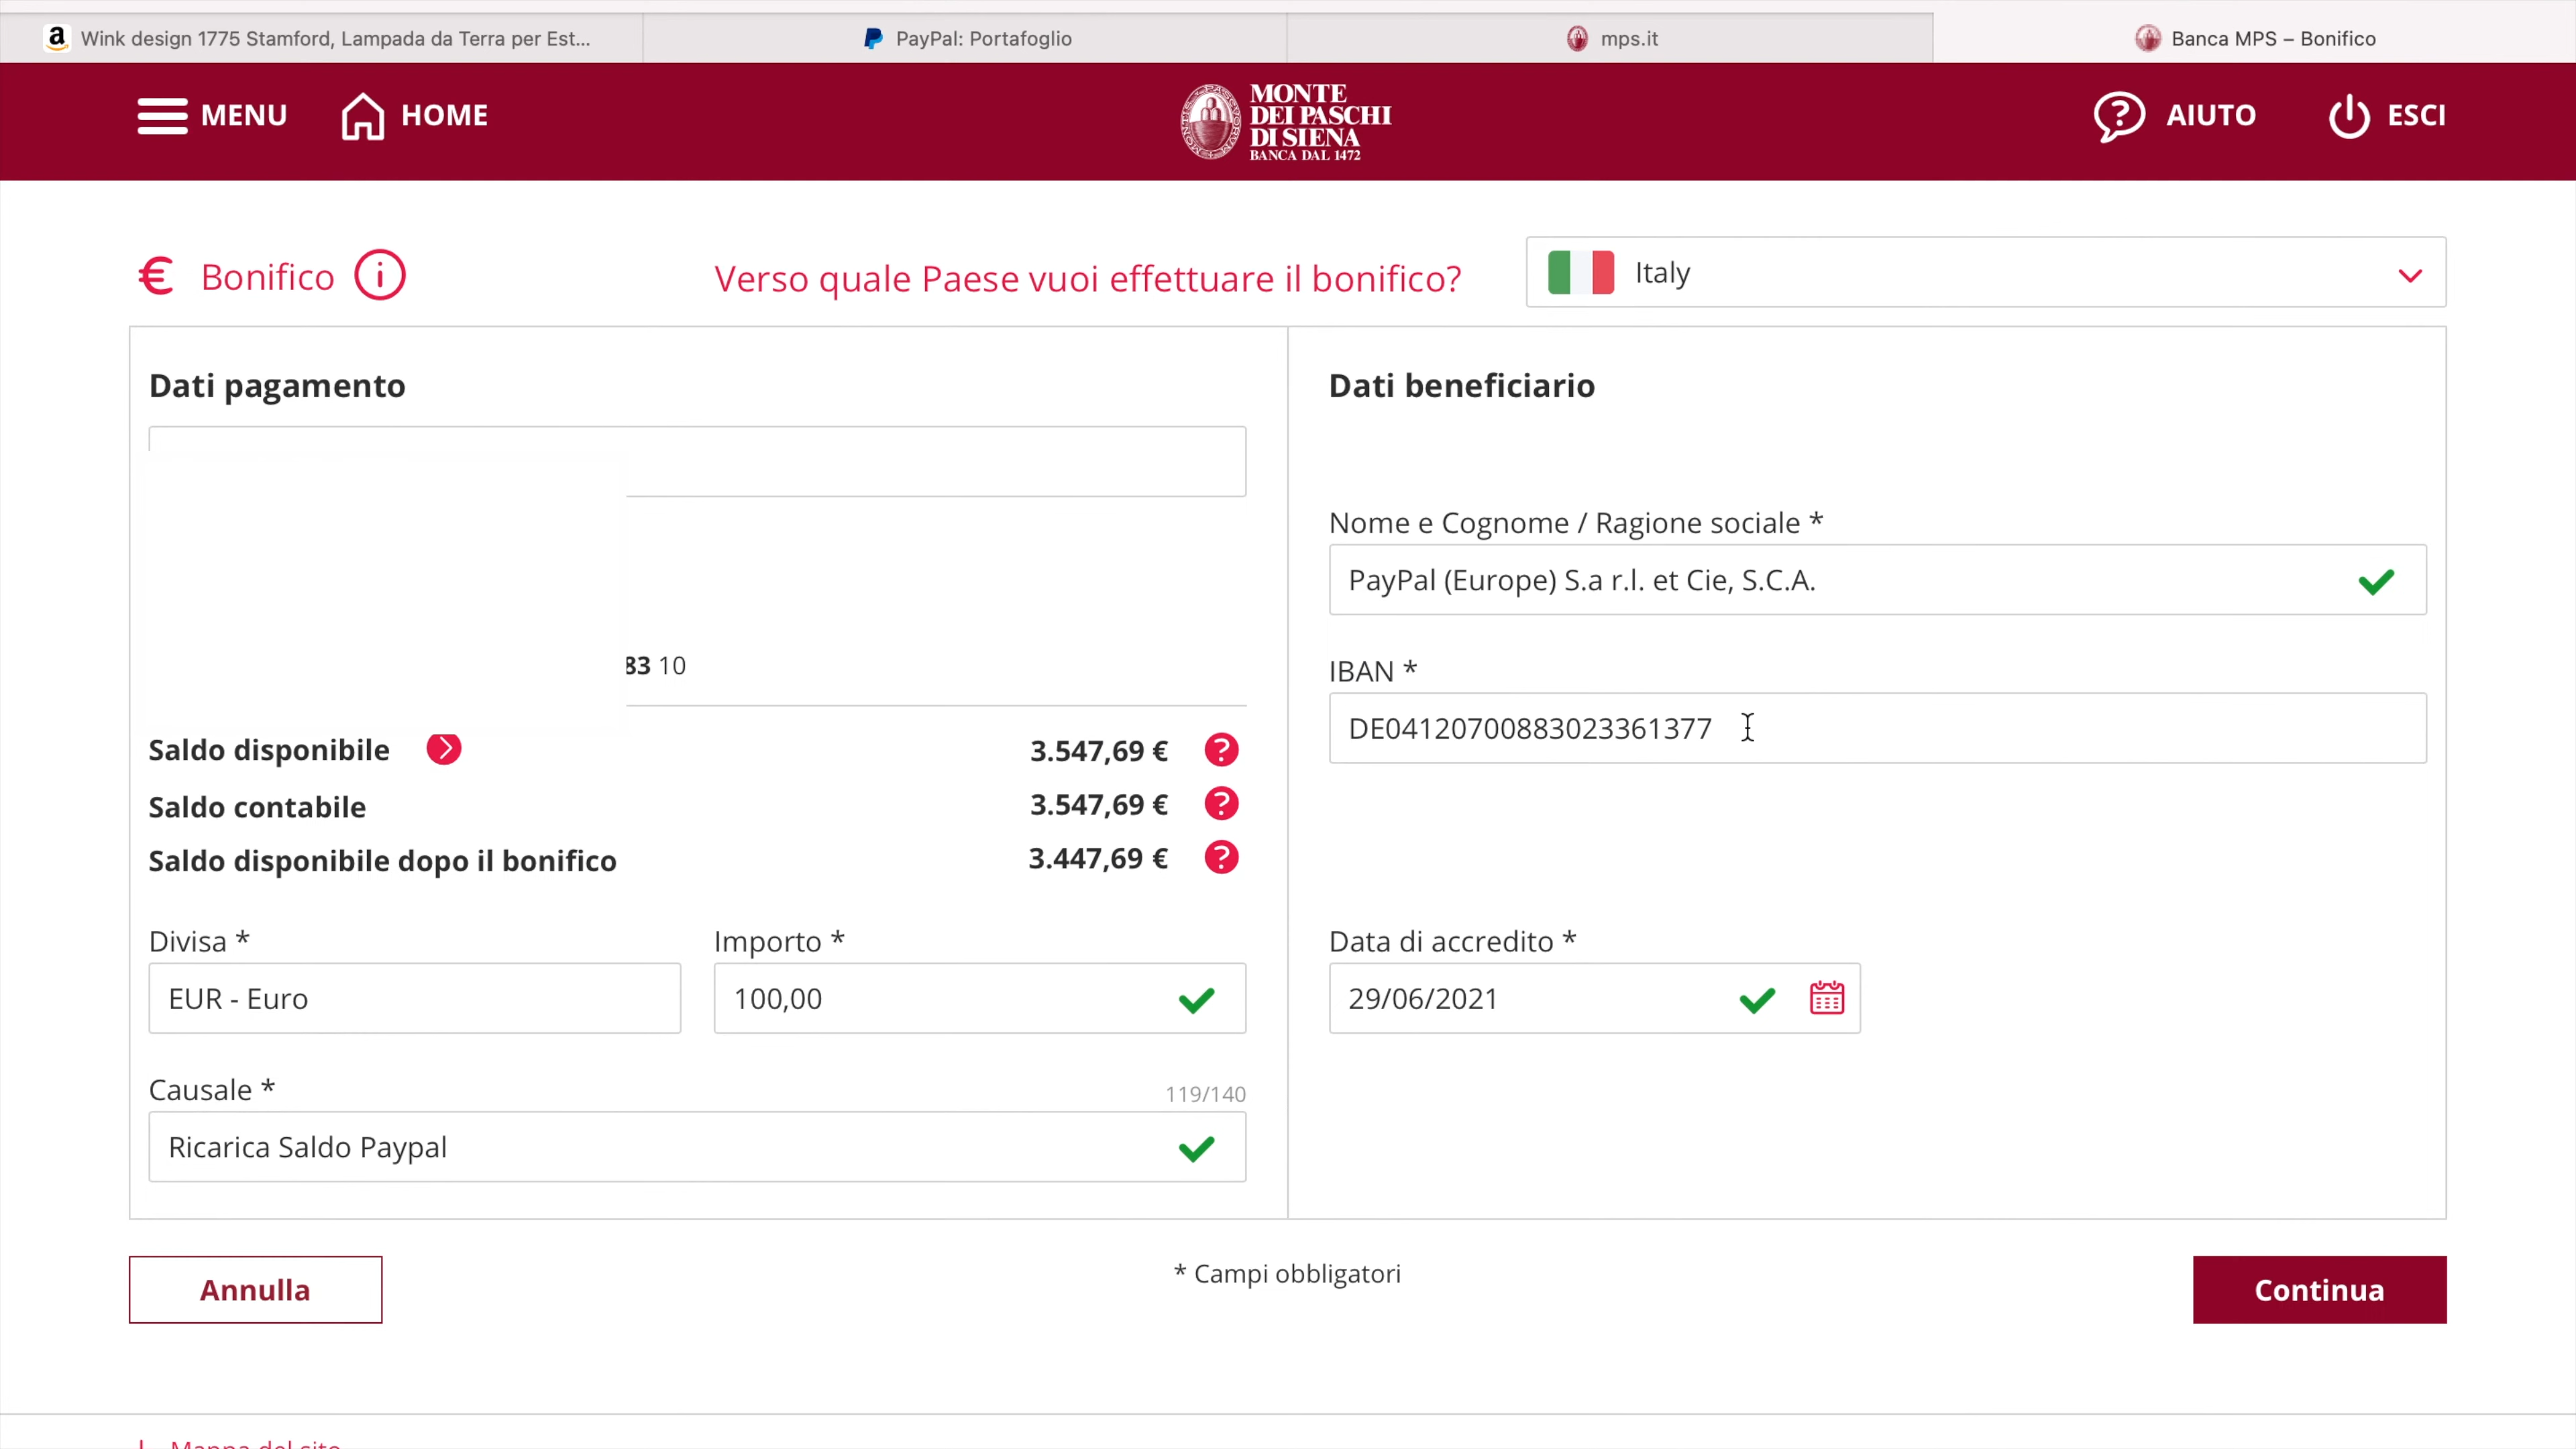 Wink design 1775 Stamford, Lampada da Terra per Est...
PayPal: Portafoglio
mps.it
Banca MPS – Bonifico
MENU
HOME
MONTE
DEI PASCHI
DI SIENA
BANCA DAL 1472
AIUTO
ESCI
€ Bonifico
Verso quale Paese vuoi effettuare il bonifico?
Italy
Dati pagamento
83 10
Saldo disponibile
3.547,69 €
Saldo contabile
3.547,69 €
Saldo disponibile dopo il bonifico
3.447,69 €
Divisa *
Importo *
EUR - Euro
100,00
Causale *
119/140
Ricarica Saldo Paypal
Dati beneficiario
Nome e Cognome / Ragione sociale *
PayPal (Europe) S.a r.l. et Cie, S.C.A.
IBAN *
DE04120700883023361377
Data di accredito *
29/06/2021
Annulla
* Campi obbligatori
Continua
Mappa del sito